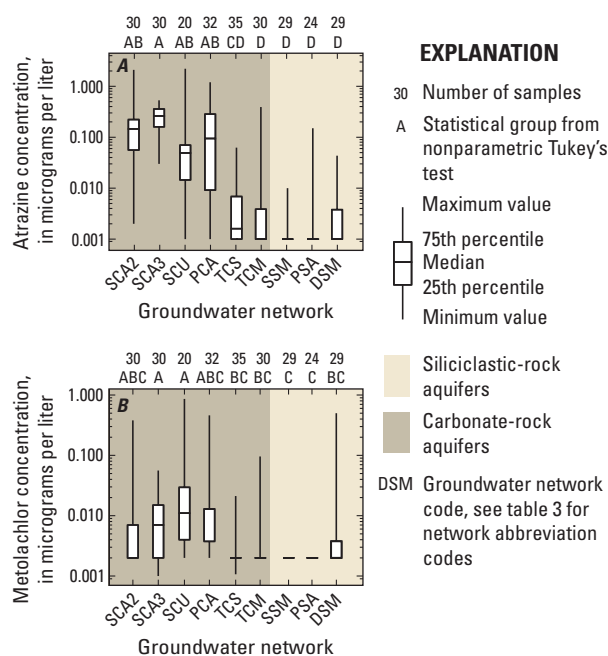 30 30 20 32 35 30 29 24 29
AB A AB AB CD D D D D
A
Atrazine concentration,
in micrograms per liter
1.000
0.100
0.010
0.001
SCA2 SCA3 SCU PCA TCS TCM SSM PSA DSM
Groundwater network
30 30 20 32 35 30 29 24 29
ABC A A ABC BC BC C C BC
B
Metolachlor concentration,
in micrograms per liter
1.000
0.100
0.010
0.001
SCA2 SCA3 SCU PCA TCS TCM SSM PSA DSM
Groundwater network
EXPLANATION
30 Number of samples
A Statistical group from
nonparametric Tukey's
test
Maximum value
75th percentile
Median
25th percentile
Minimum value
Siliciclastic-rock
aquifers
Carbonate-rock
aquifers
DSM Groundwater network
code, see table 3 for
network abbreviation
codes